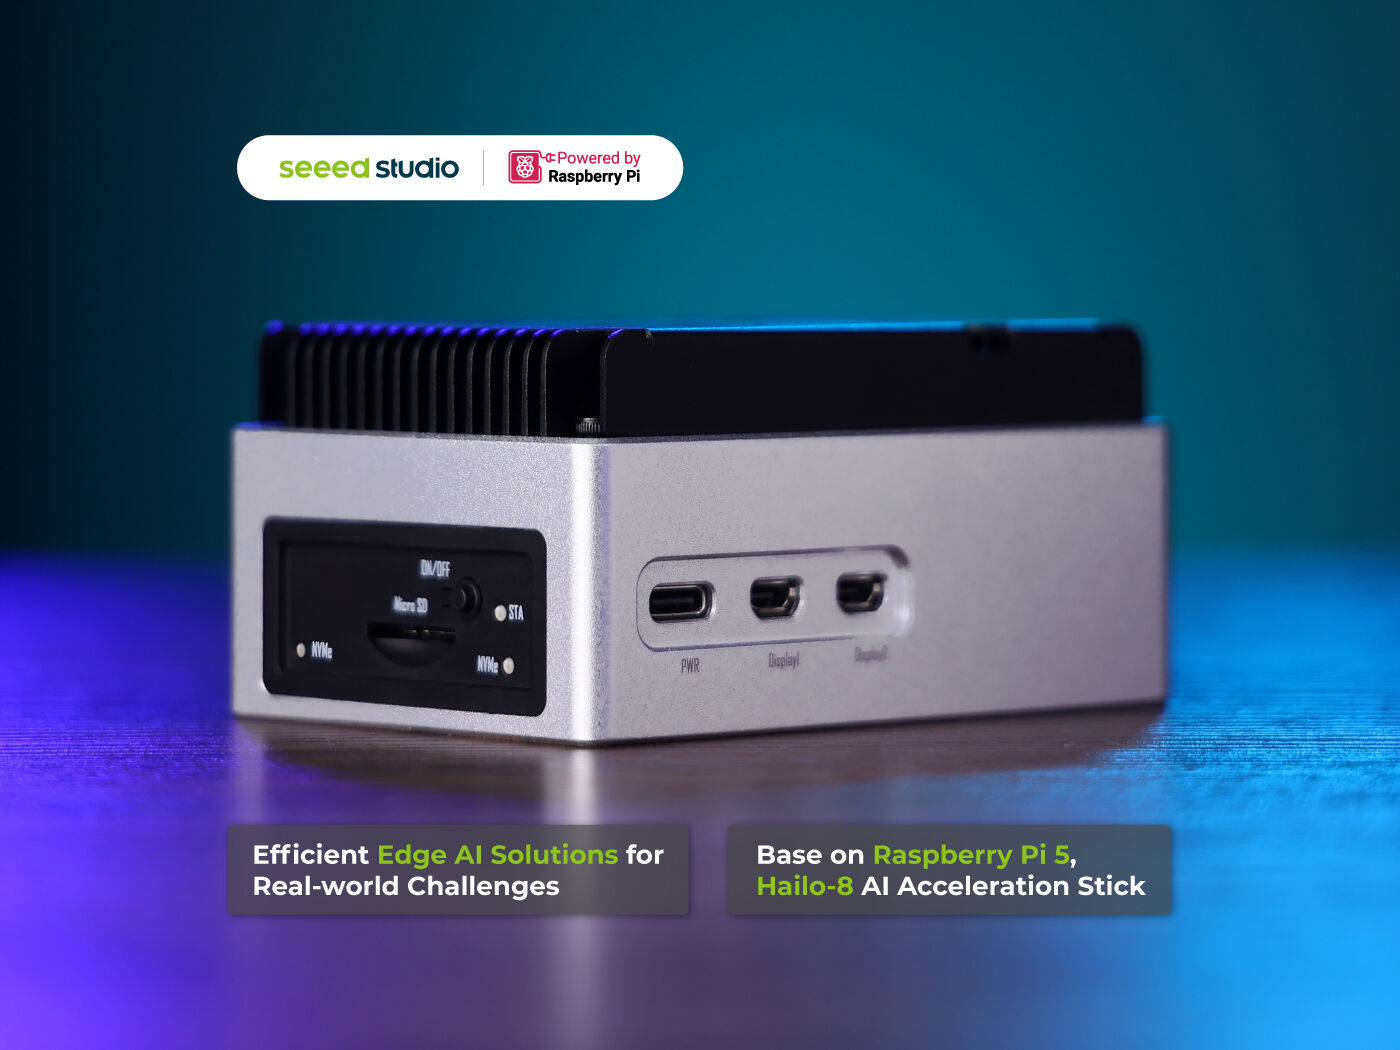 seeed studio
Powered by
Raspberry Pi
ON/OFF
Micro SD
STA
NVMe
NVMe
PWR
Display1
Display2
Efficient Edge AI Solutions for
Real-world Challenges
Base on Raspberry Pi 5,
Hailo-8 AI Acceleration Stick